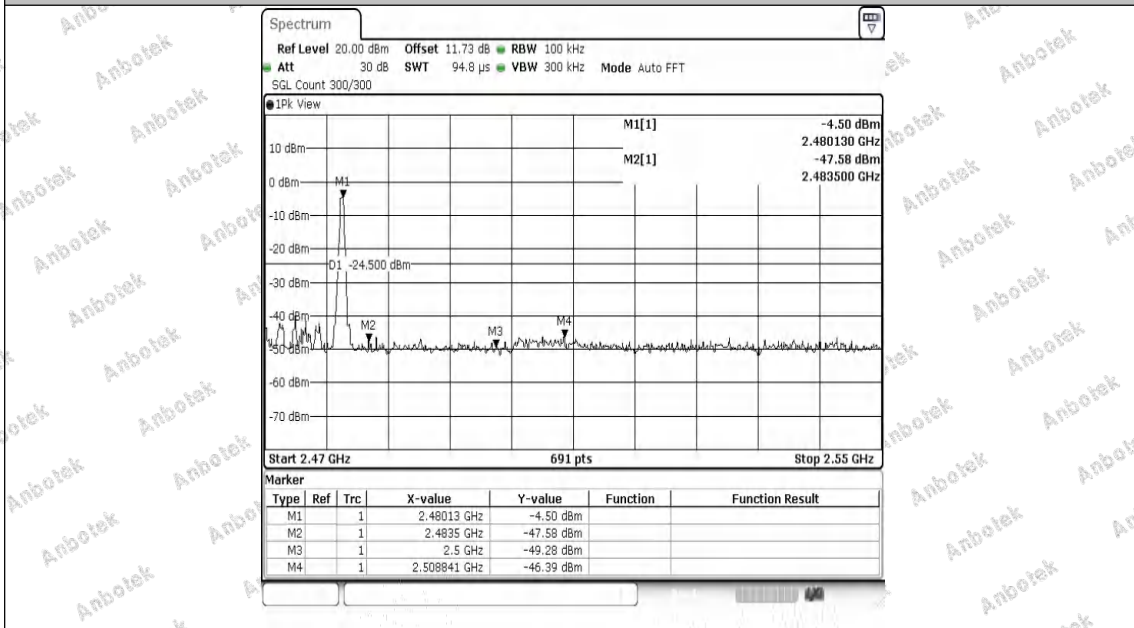 Spectrum
Ref Level 20.00 dBm Offset 11.73 dB RBW 100 kHz
Att 30 dB SWT 94.8 µs VBW 300 kHz Mode Auto FFT
SGL Count 300/300
1Pk View
M1[1] -4.50 dBm
2.480130 GHz
M2[1] -47.58 dBm
2.483500 GHz
10 dBm
0 dBm
M1
-10 dBm
-20 dBm
D1 -24.500 dBm
-30 dBm
-40 dBm
M2
M3
M4
-50 dBm
-60 dBm
-70 dBm
Start 2.47 GHz 691 pts Stop 2.55 GHz
Marker
Type Ref Trc X-value Y-value Function Function Result
M1 1 2.48013 GHz -4.50 dBm
M2 1 2.4835 GHz -47.58 dBm
M3 1 2.5 GHz -49.28 dBm
M4 1 2.508841 GHz -46.39 dBm
Anbotek